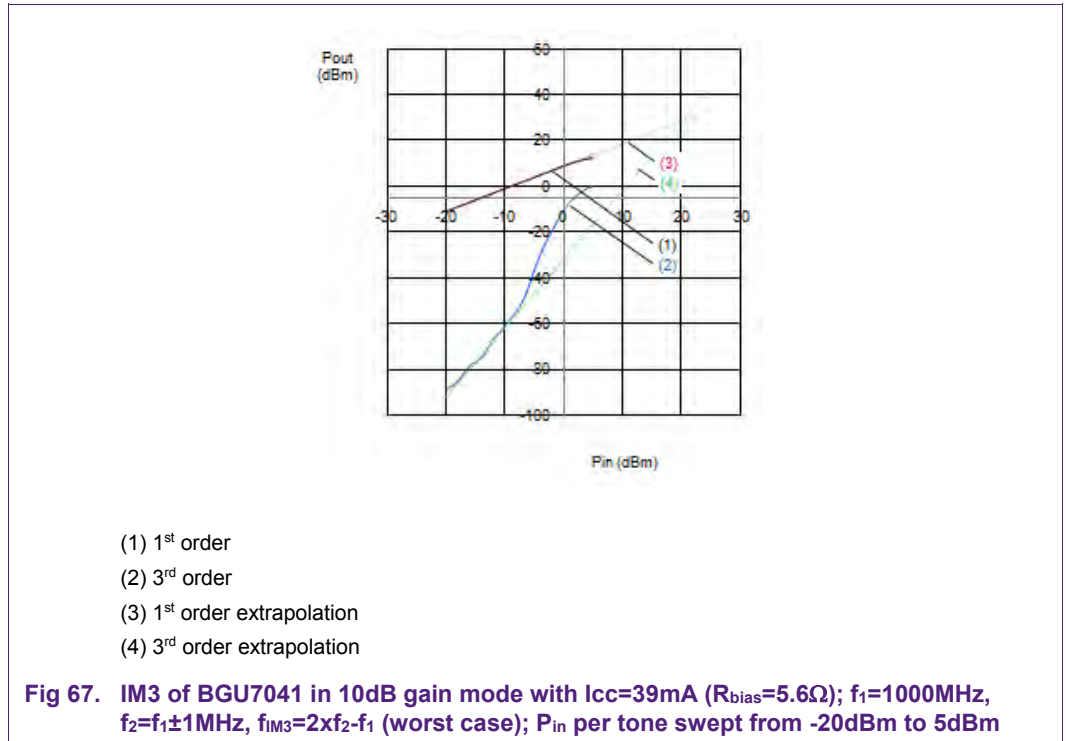 Pout
(dBm)
60
40
20
0
-20
-40
-60
-80
-100
-30
-20
-10
0
10
20
30
(3)
(4)
(1)
(2)
Pin (dBm)
(1) 1st order
(2) 3rd order
(3) 1st order extrapolation
(4) 3rd order extrapolation
Fig 67. IM3 of BGU7041 in 10dB gain mode with Icc=39mA (Rbias=5.6Ω); f1=1000MHz,
f2=f1±1MHz, fIM3=2xf2-f1 (worst case); Pin per tone swept from -20dBm to 5dBm